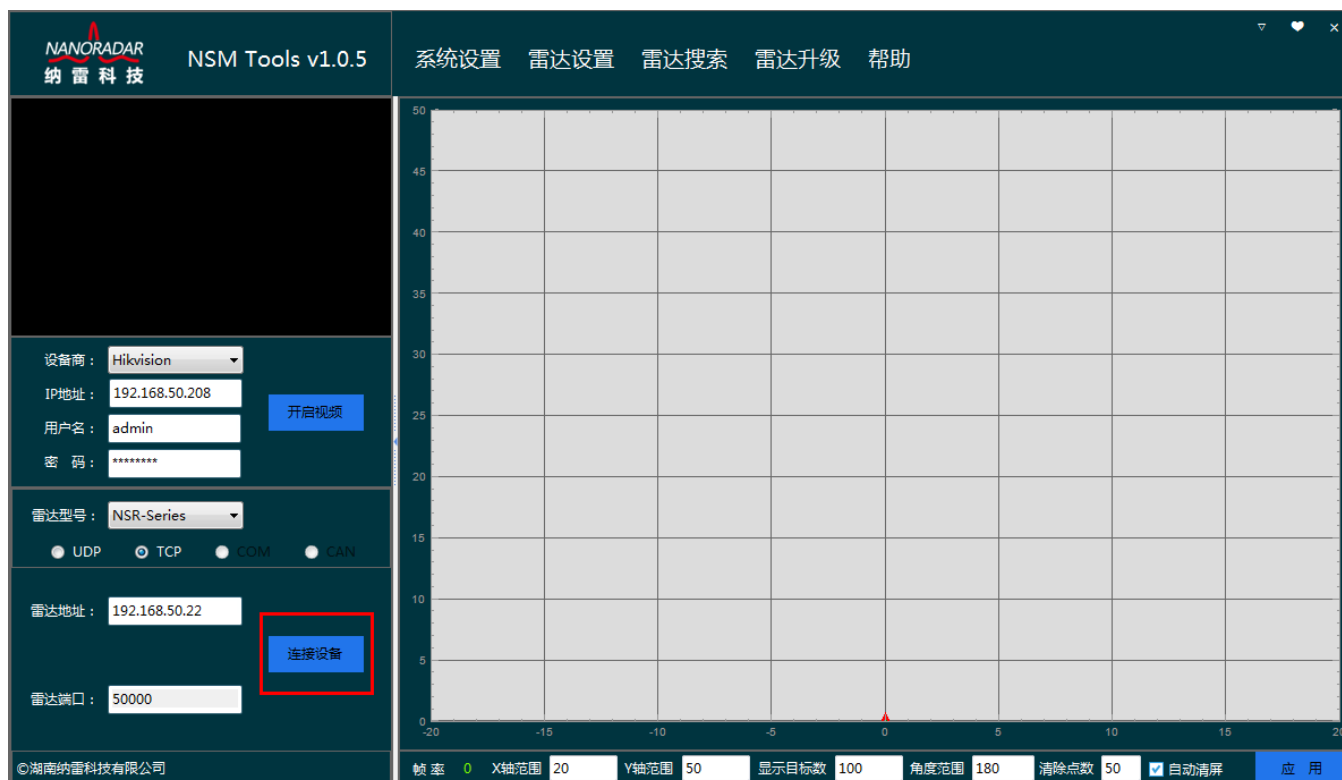 NANORADAR
纳雷科技
NSM Tools v1.0.5
系统设置 雷达设置 雷达搜索 雷达升级 帮助
设备商： Hikvision
IP地址： 192.168.50.208
开启视频
用户名： admin
密 码： ********
雷达型号： NSR-Series
UDP TCP COM CAN
雷达地址： 192.168.50.22
连接设备
雷达端口： 50000
©湖南纳雷科技有限公司
50
45
40
35
30
25
20
15
10
5
0
-20 -15 -10 -5 0 5 10 15 20
帧 率 0 X轴范围 20 Y轴范围 50 显示目标数 100 角度范围 180 清除点数 50 自动清屏 应 用